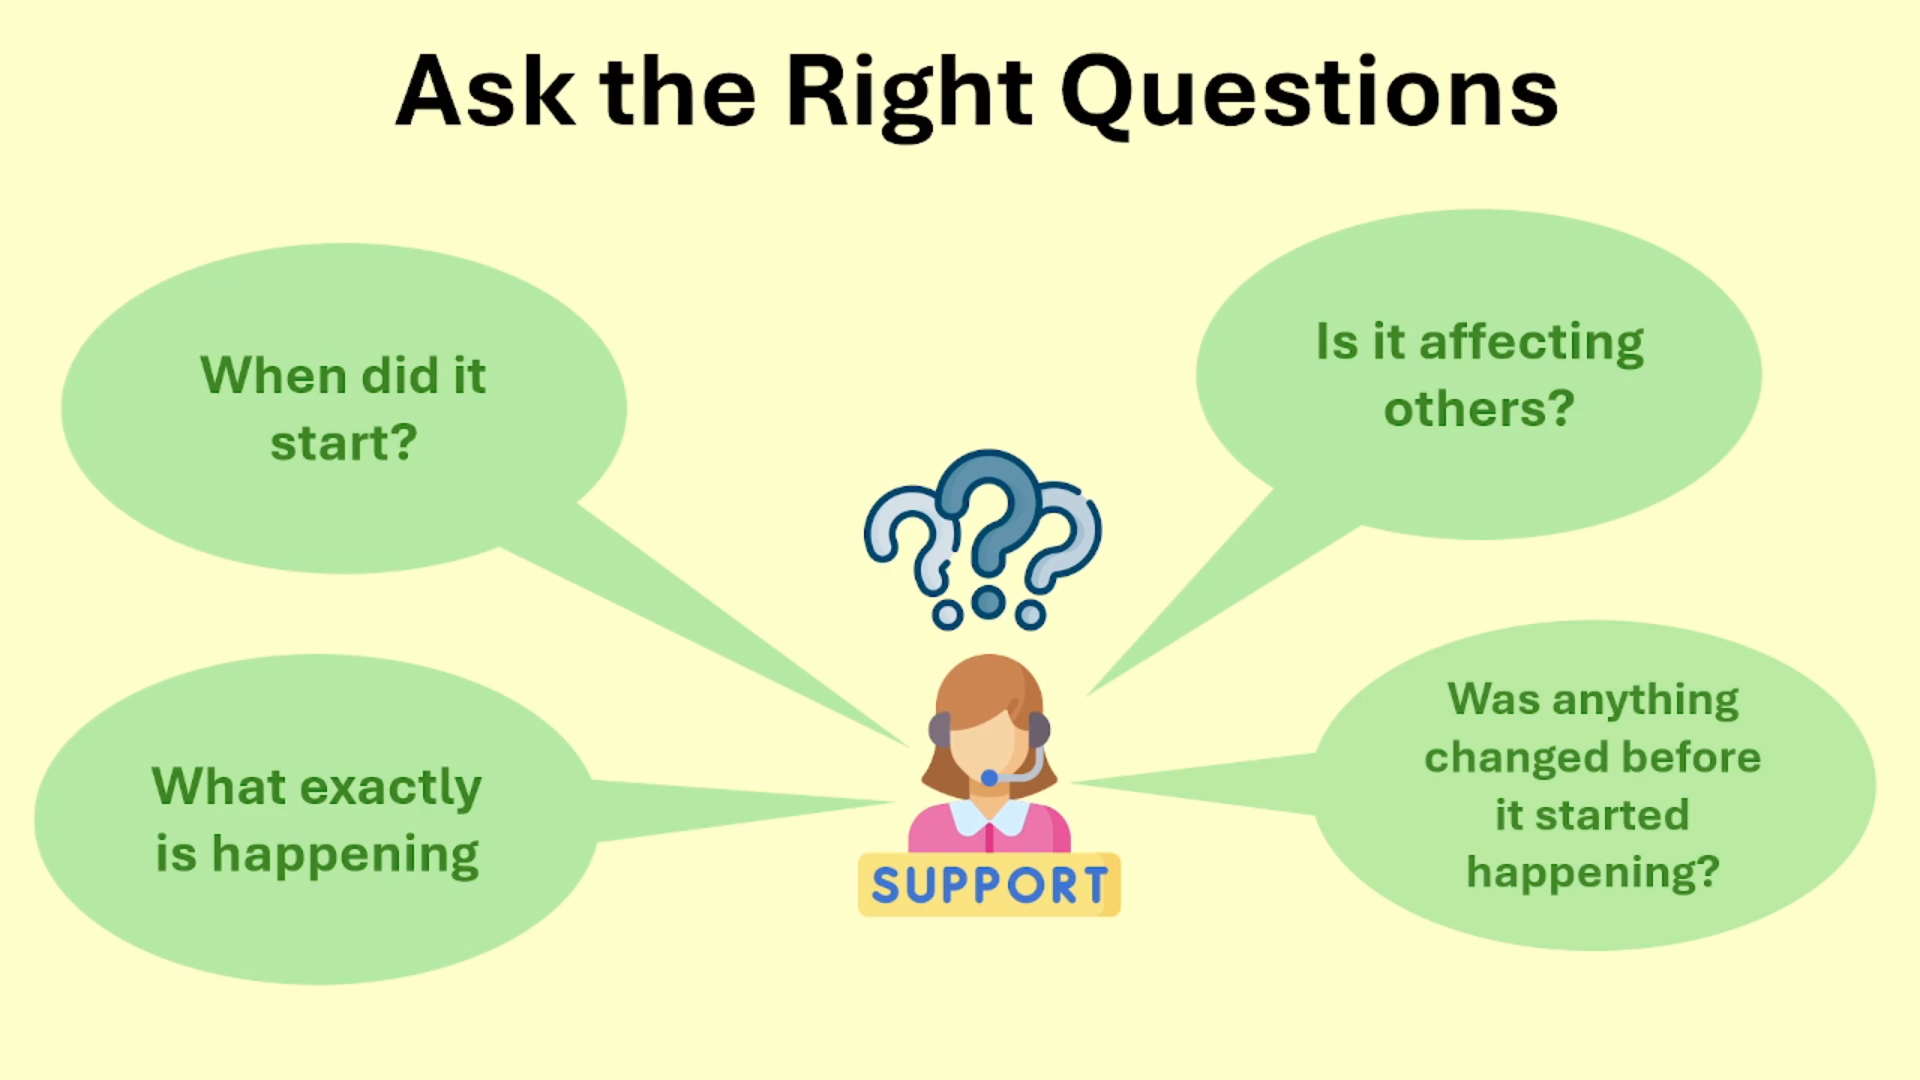 Ask the Right Questions
When did it
start?
Is it affecting
others?
What exactly
is happening
Was anything
changed before
it started
happening?
SUPPORT